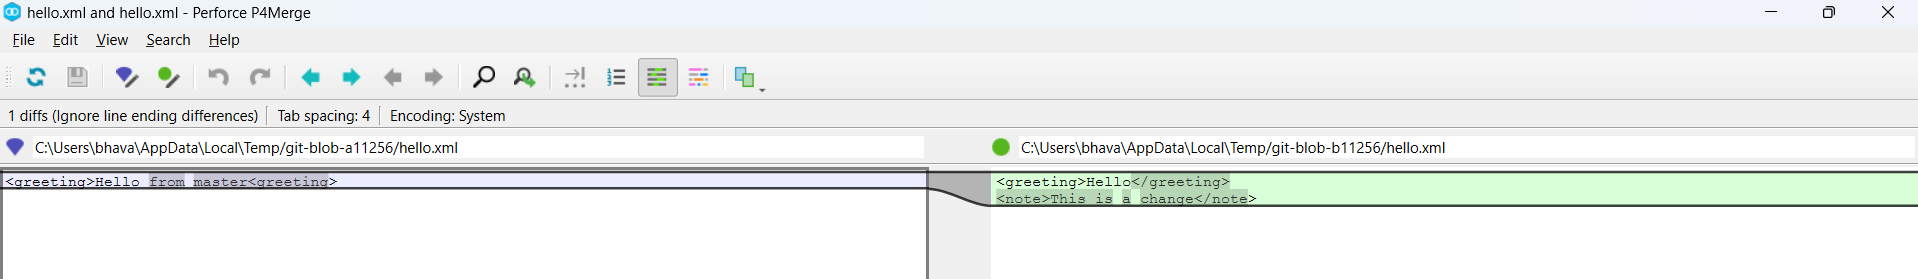 hello.xml and hello.xml - Perforce P4Merge
File Edit View Search Help
1 diffs (Ignore line ending differences) Tab spacing: 4 Encoding: System
C:\Users\bhava\AppData\Local\Temp/git-blob-a11256/hello.xml
C:\Users\bhava\AppData\Local\Temp/git-blob-b11256/hello.xml
<greeting>Hello from master<greeting>
<greeting>Hello</greeting>
<note>This is a change</note>